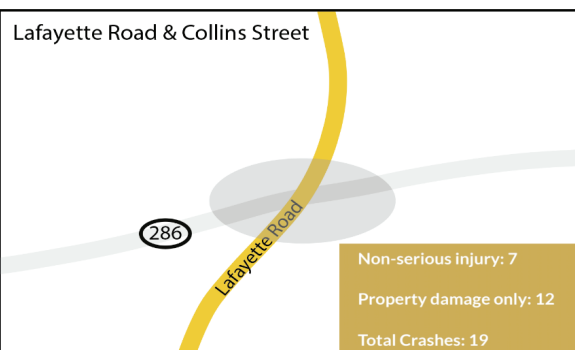 Lafayette Road & Collins Street
286
Lafayette Road
Non-serious injury: 7
Property damage only: 12
Total Crashes: 19